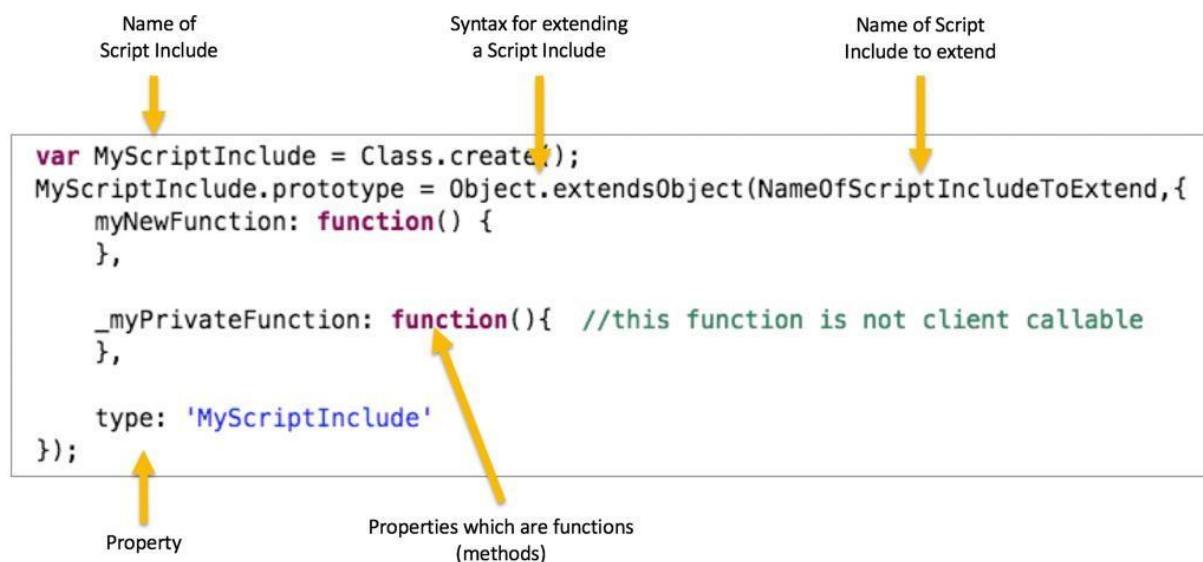 Name of
Script Include
Syntax for extending
a Script Include
Name of Script
Include to extend
var MyScriptInclude = Class.create();
MyScriptInclude.prototype = Object.extendsObject(NameOfScriptIncludeToExtend,{
    myNewFunction: function() {
    },
    _myPrivateFunction: function(){  //this function is not client callable
    },
    type: 'MyScriptInclude'
});
Property
Properties which are functions
(methods)